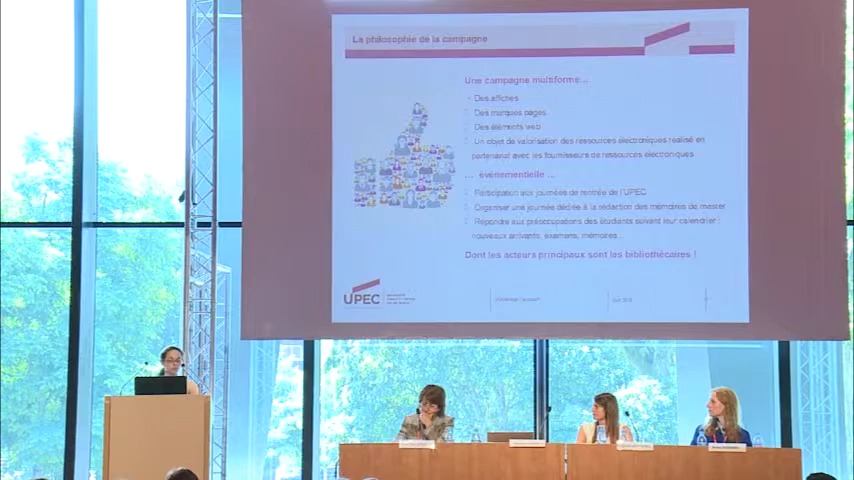 La philosophie de la campagne
Une campagne multiforme...
Des affiches
Des marques pages
Des éléments web
Un objet de valorisation des ressources électroniques réalisé en
partenariat avec les fournisseurs de ressources électroniques
... événementielle ...
Participation aux journées de rentrée de l'UPEC
Organiser une journée dédiée à la rédaction des mémoires de master
Répondre aux préoccupations des étudiants suivant leur calendrier :
nouveaux arrivants, examens, mémoires...
Dont les acteurs principaux sont les bibliothécaires !
UPEC